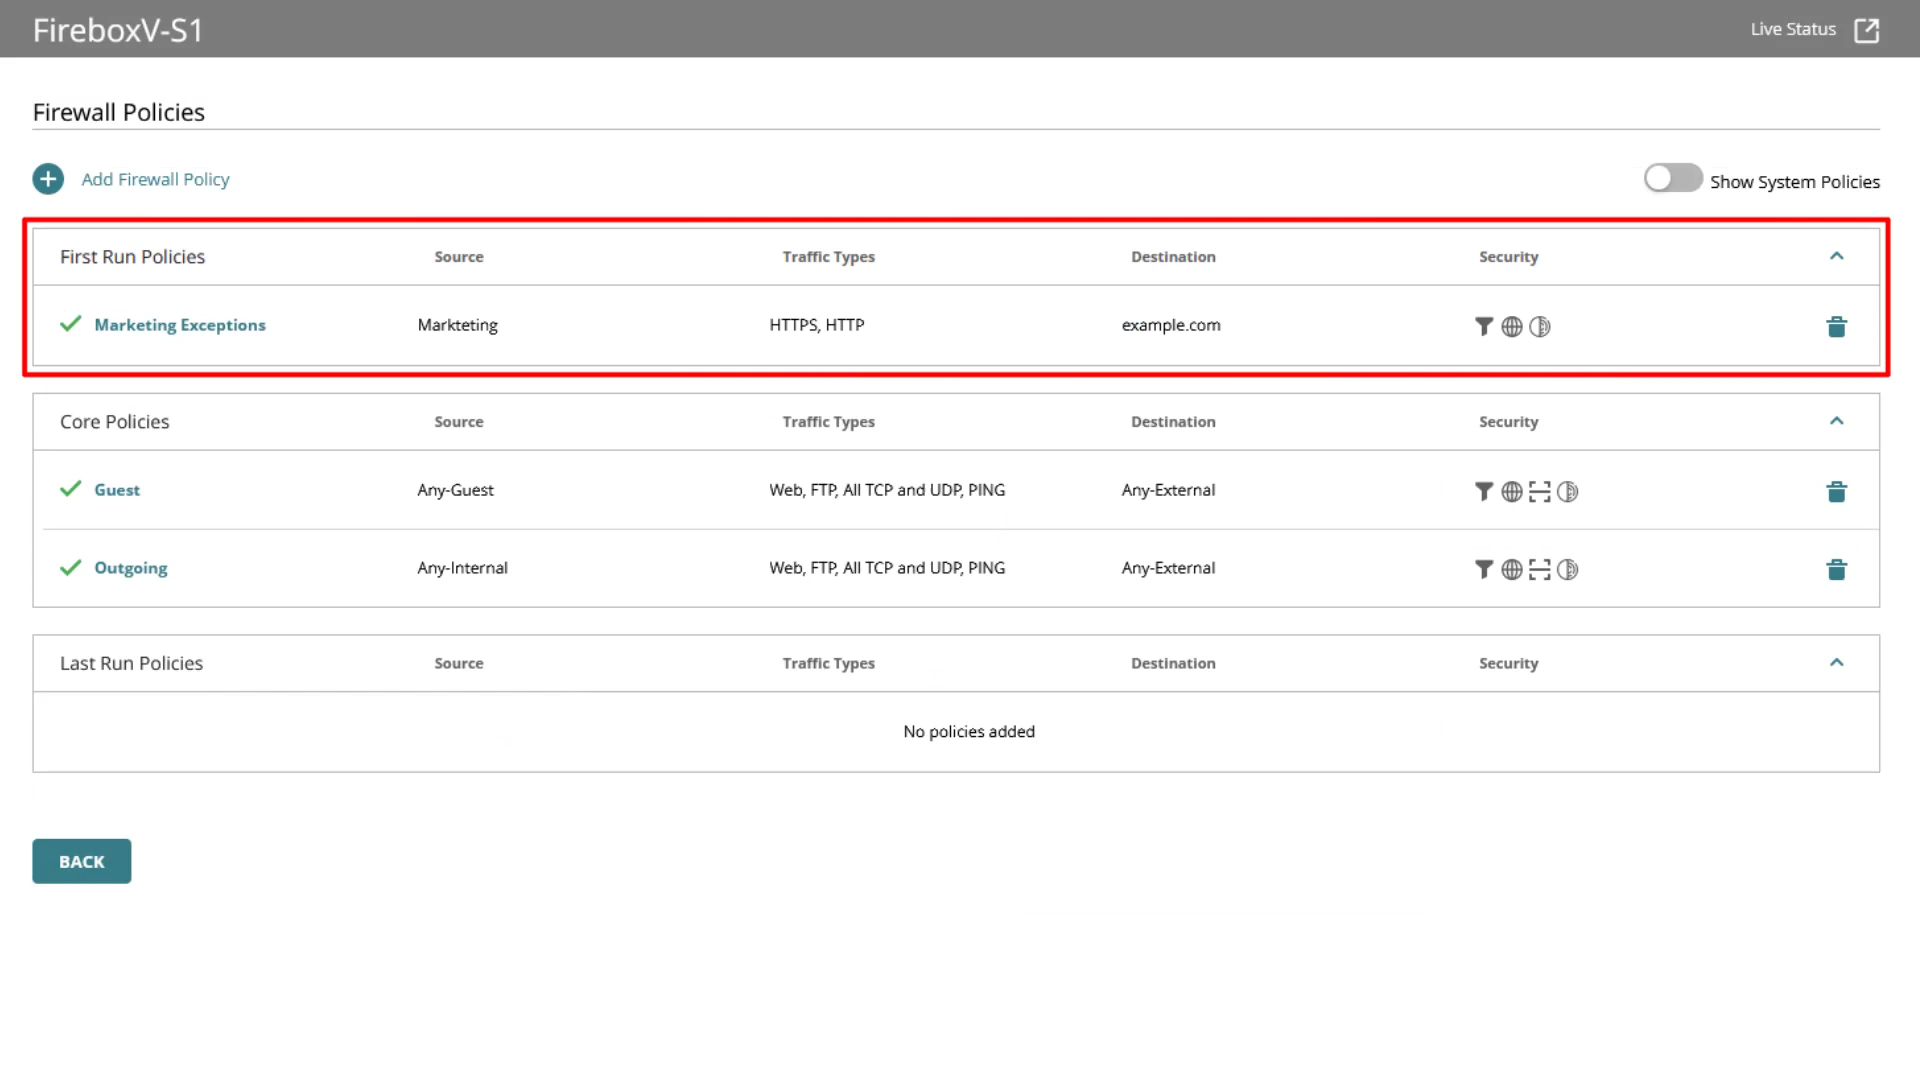 FireboxV-S1 Live Status
Firewall Policies
Add Firewall Policy Show System Policies
First Run Policies Source Traffic Types Destination Security
Marketing Exceptions Markteting HTTPS, HTTP example.com
Core Policies Source Traffic Types Destination Security
Guest Any-Guest Web, FTP, All TCP and UDP, PING Any-External
Outgoing Any-Internal Web, FTP, All TCP and UDP, PING Any-External
Last Run Policies Source Traffic Types Destination Security
No policies added
BACK